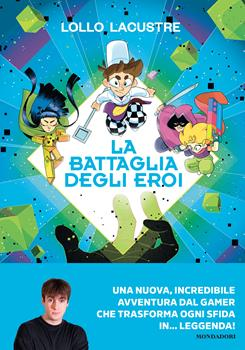 LOLLO LACUSTRE
LA
BATTAGLIA
DEGLI EROI
UNA NUOVA, INCREDIBILE
AVVENTURA DAL GAMER
CHE TRASFORMA OGNI SFIDA
IN... LEGGENDA!
MONDADORI